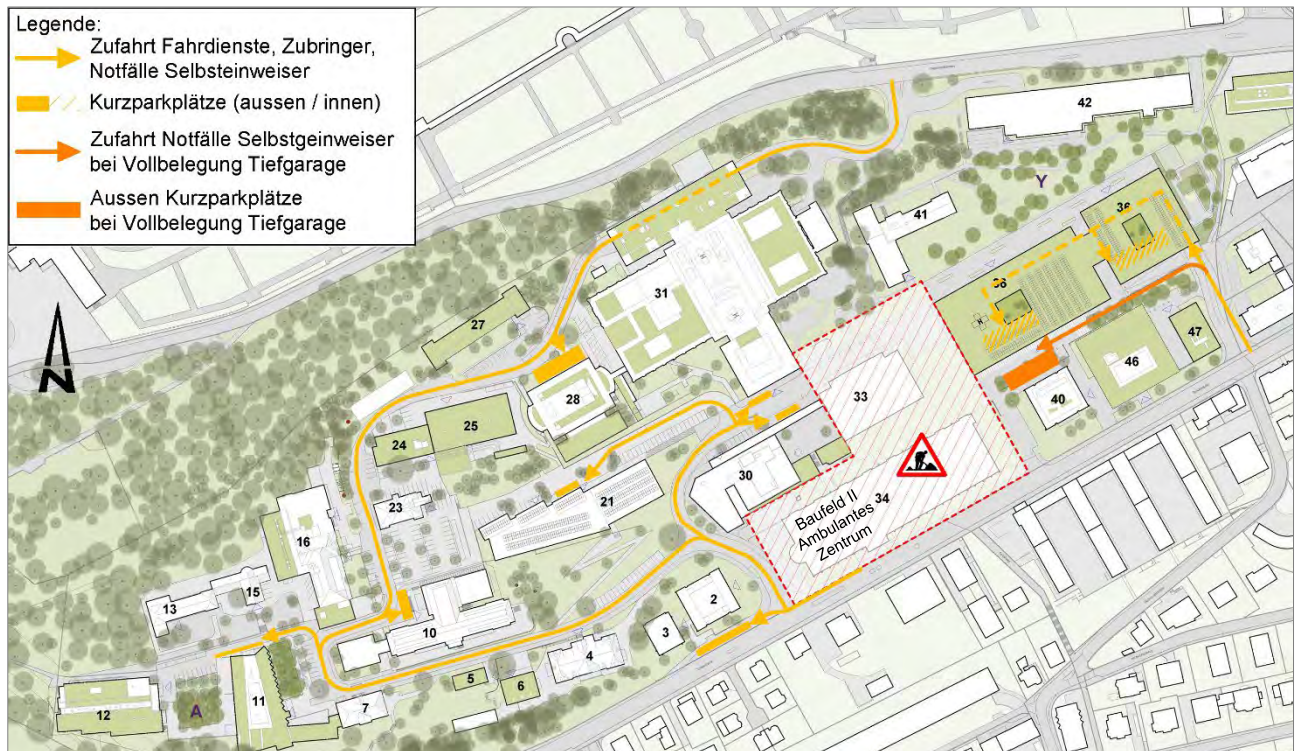 Legende:
Zufahrt Fahrdienste, Zubringer,
Notfälle Selbsteinweiser
Kurzparkplätze (aussen / innen)
Zufahrt Notfälle Selbstgeinweiser
bei Vollbelegung Tiefgarage
Aussen Kurzparkplätze
bei Vollbelegung Tiefgarage
N
42
Y
36
41
31
36
27
47
46
28
33
40
25
24
30
34
21
23
Baufeld II
Ambulantes
Zentrum
16
15
13
2
10
3
4
5
6
7
11
12
A